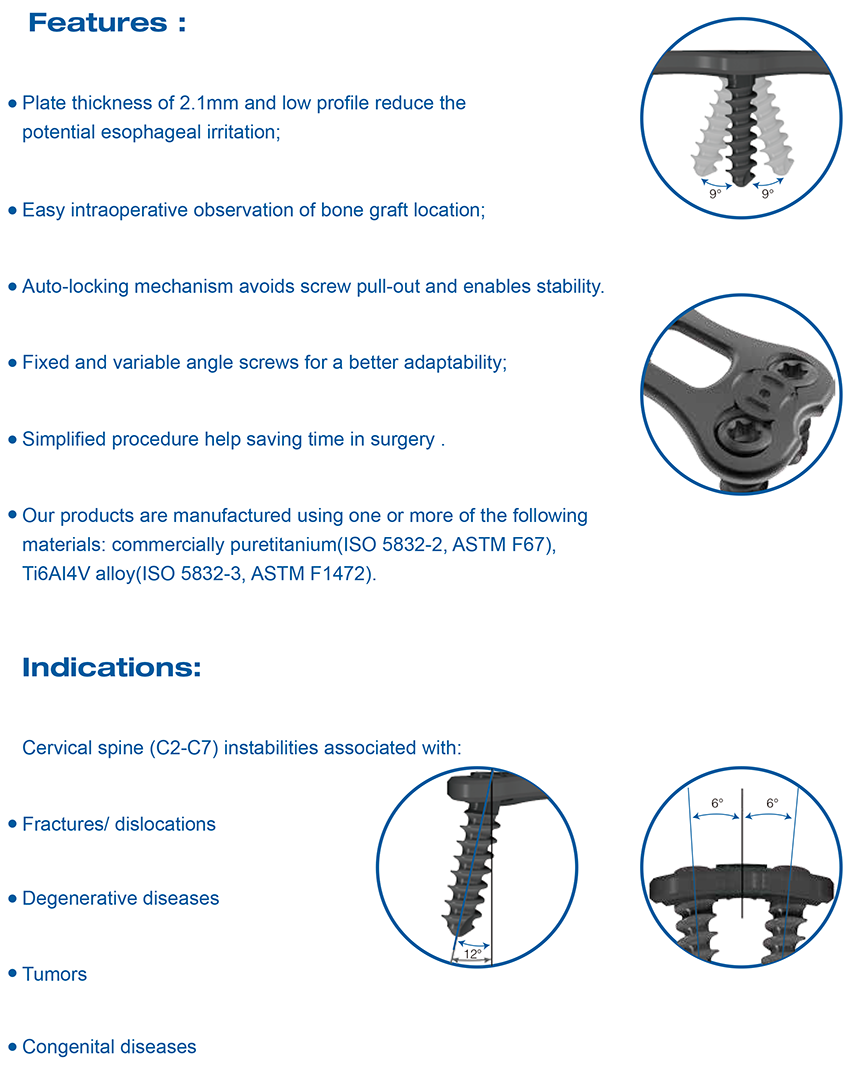 Features :
● Plate thickness of 2.1mm and low profile reduce the
potential esophageal irritation;
● Easy intraoperative observation of bone graft location;
● Auto-locking mechanism avoids screw pull-out and enables stability.
● Fixed and variable angle screws for a better adaptability;
● Simplified procedure help saving time in surgery .
● Our products are manufactured using one or more of the following
materials: commercially puretitanium(ISO 5832-2, ASTM F67),
Ti6Al4V alloy(ISO 5832-3, ASTM F1472).
9° 9°
Indications:
Cervical spine (C2-C7) instabilities associated with:
● Fractures/ dislocations
● Degenerative diseases
● Tumors
● Congenital diseases
12°
6° 6°